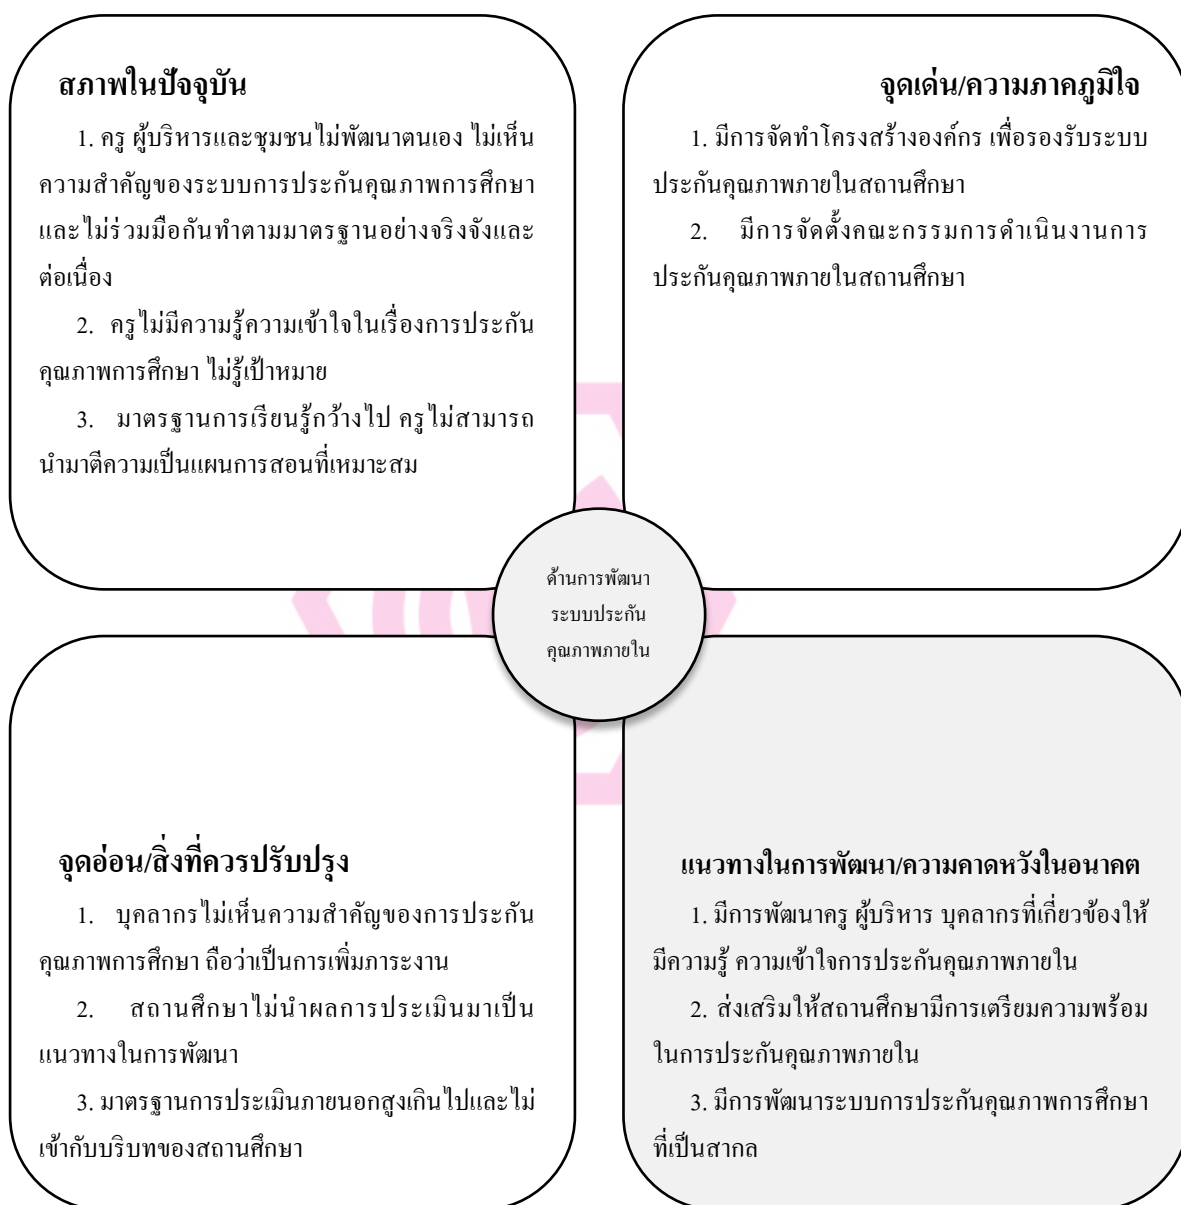 สภาพในปัจจุบัน
1. ครู ผู้บริหารและชุมชนไม่พัฒนาตนเอง ไม่เห็น
ความสำคัญของระบบการประกันคุณภาพการศึกษา
และไม่ร่วมมือกันทำตามมาตรฐานอย่างจริงจังและ
ต่อเนื่อง
2. ครูไม่มีความรู้ความเข้าใจในเรื่องการประกัน
คุณภาพการศึกษา ไม่รู้เป้าหมาย
3. มาตรฐานการเรียนรู้กว้างไป ครูไม่สามารถ
นำมาตีความเป็นแผนการสอนที่เหมาะสม
จุดเด่น/ความภาคภูมิใจ
1. มีการจัดทำโครงสร้างองค์กร เพื่อรองรับระบบ
ประกันคุณภาพภายในสถานศึกษา
2. มีการจัดตั้งคณะกรรมการดำเนินงานการ
ประกันคุณภาพภายในสถานศึกษา
ด้านการพัฒนา
ระบบประกัน
คุณภาพภายใน
จุดอ่อน/สิ่งที่ควรปรับปรุง
1. บุคลากรไม่เห็นความสำคัญของการประกัน
คุณภาพการศึกษา ถือว่าเป็นการเพิ่มภาระงาน
2. สถานศึกษาไม่นำผลการประเมินมาเป็น
แนวทางในการพัฒนา
3. มาตรฐานการประเมินภายนอกสูงเกินไปและไม่
เข้ากับบริบทของสถานศึกษา
แนวทางในการพัฒนา/ความคาดหวังในอนาคต
1. มีการพัฒนาครู ผู้บริหาร บุคลากรที่เกี่ยวข้องให้
มีความรู้ ความเข้าใจการประกันคุณภาพภายใน
2. ส่งเสริมให้สถานศึกษามีการเตรียมความพร้อม
ในการประกันคุณภาพภายใน
3. มีการพัฒนาระบบการประกันคุณภาพการศึกษา
ที่เป็นสากล